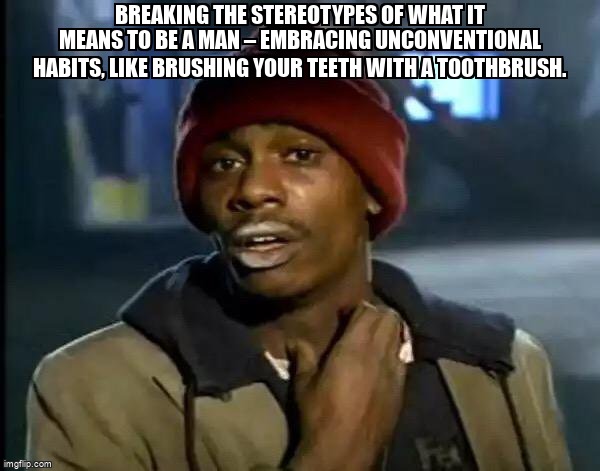 BREAKING THE STEREOTYPES OF WHAT IT
MEANS TO BE A MAN – EMBRACING UNCONVENTIONAL
HABITS, LIKE BRUSHING YOUR TEETH WITH A TOOTHBRUSH.
imgflip.com